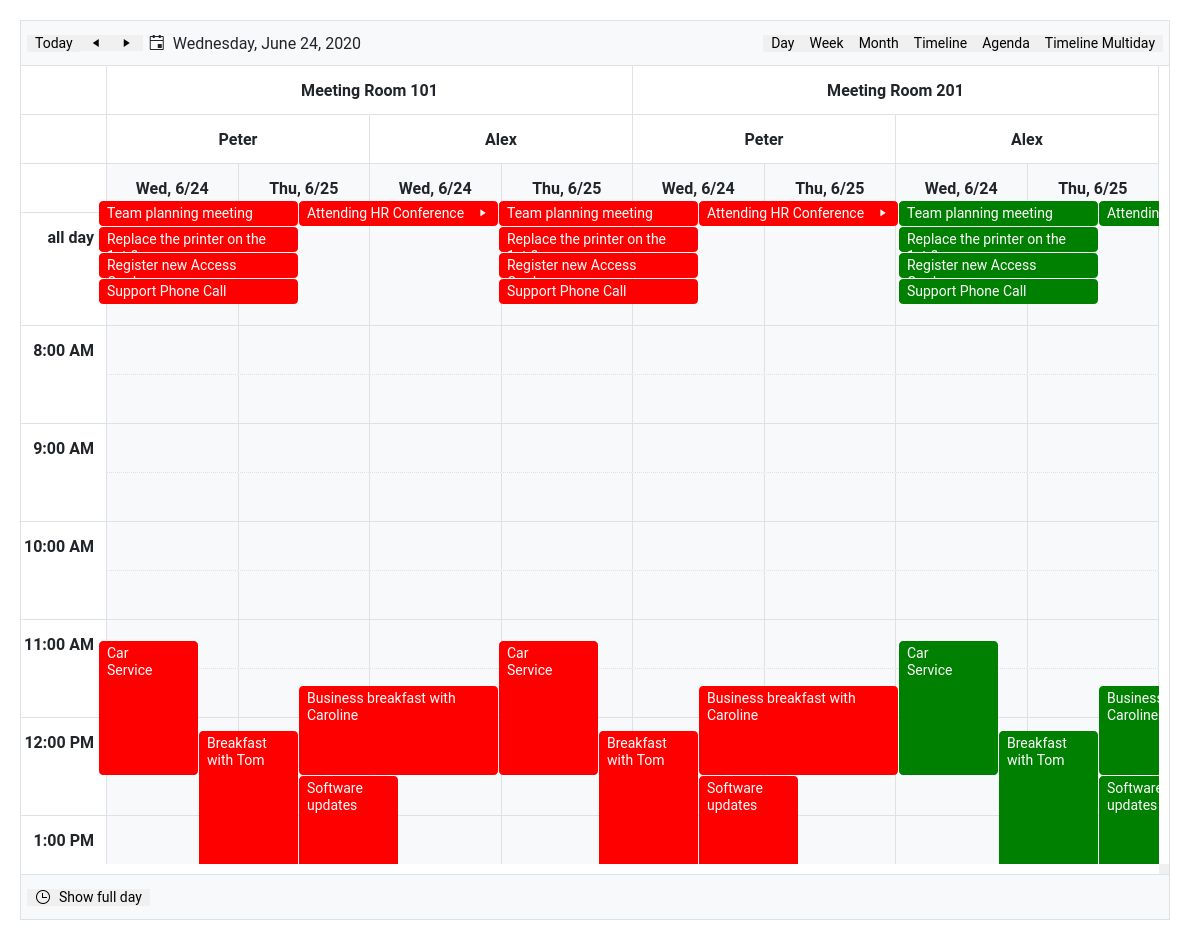 Today
Wednesday, June 24, 2020
Day Week Month Timeline Agenda Timeline Multiday
Meeting Room 101 Meeting Room 201
Peter Alex Peter Alex
Wed, 6/24 Thu, 6/25 Wed, 6/24 Thu, 6/25 Wed, 6/24 Thu, 6/25 Wed, 6/24 Thu, 6/25
all day
Team planning meeting Attending HR Conference Team planning meeting Attending HR Conference Team planning meeting Attendin
Replace the printer on the Replace the printer on the Replace the printer on the
Register new Access Register new Access Register new Access
Support Phone Call Support Phone Call Support Phone Call
8:00 AM
9:00 AM
10:00 AM
11:00 AM
Car Car Car
Service Service Service
Business breakfast with Business breakfast with Business
Caroline Caroline Caroline
12:00 PM
Breakfast Breakfast Breakfast
with Tom with Tom with Tom
Software Software Software
updates updates updates
1:00 PM
Show full day